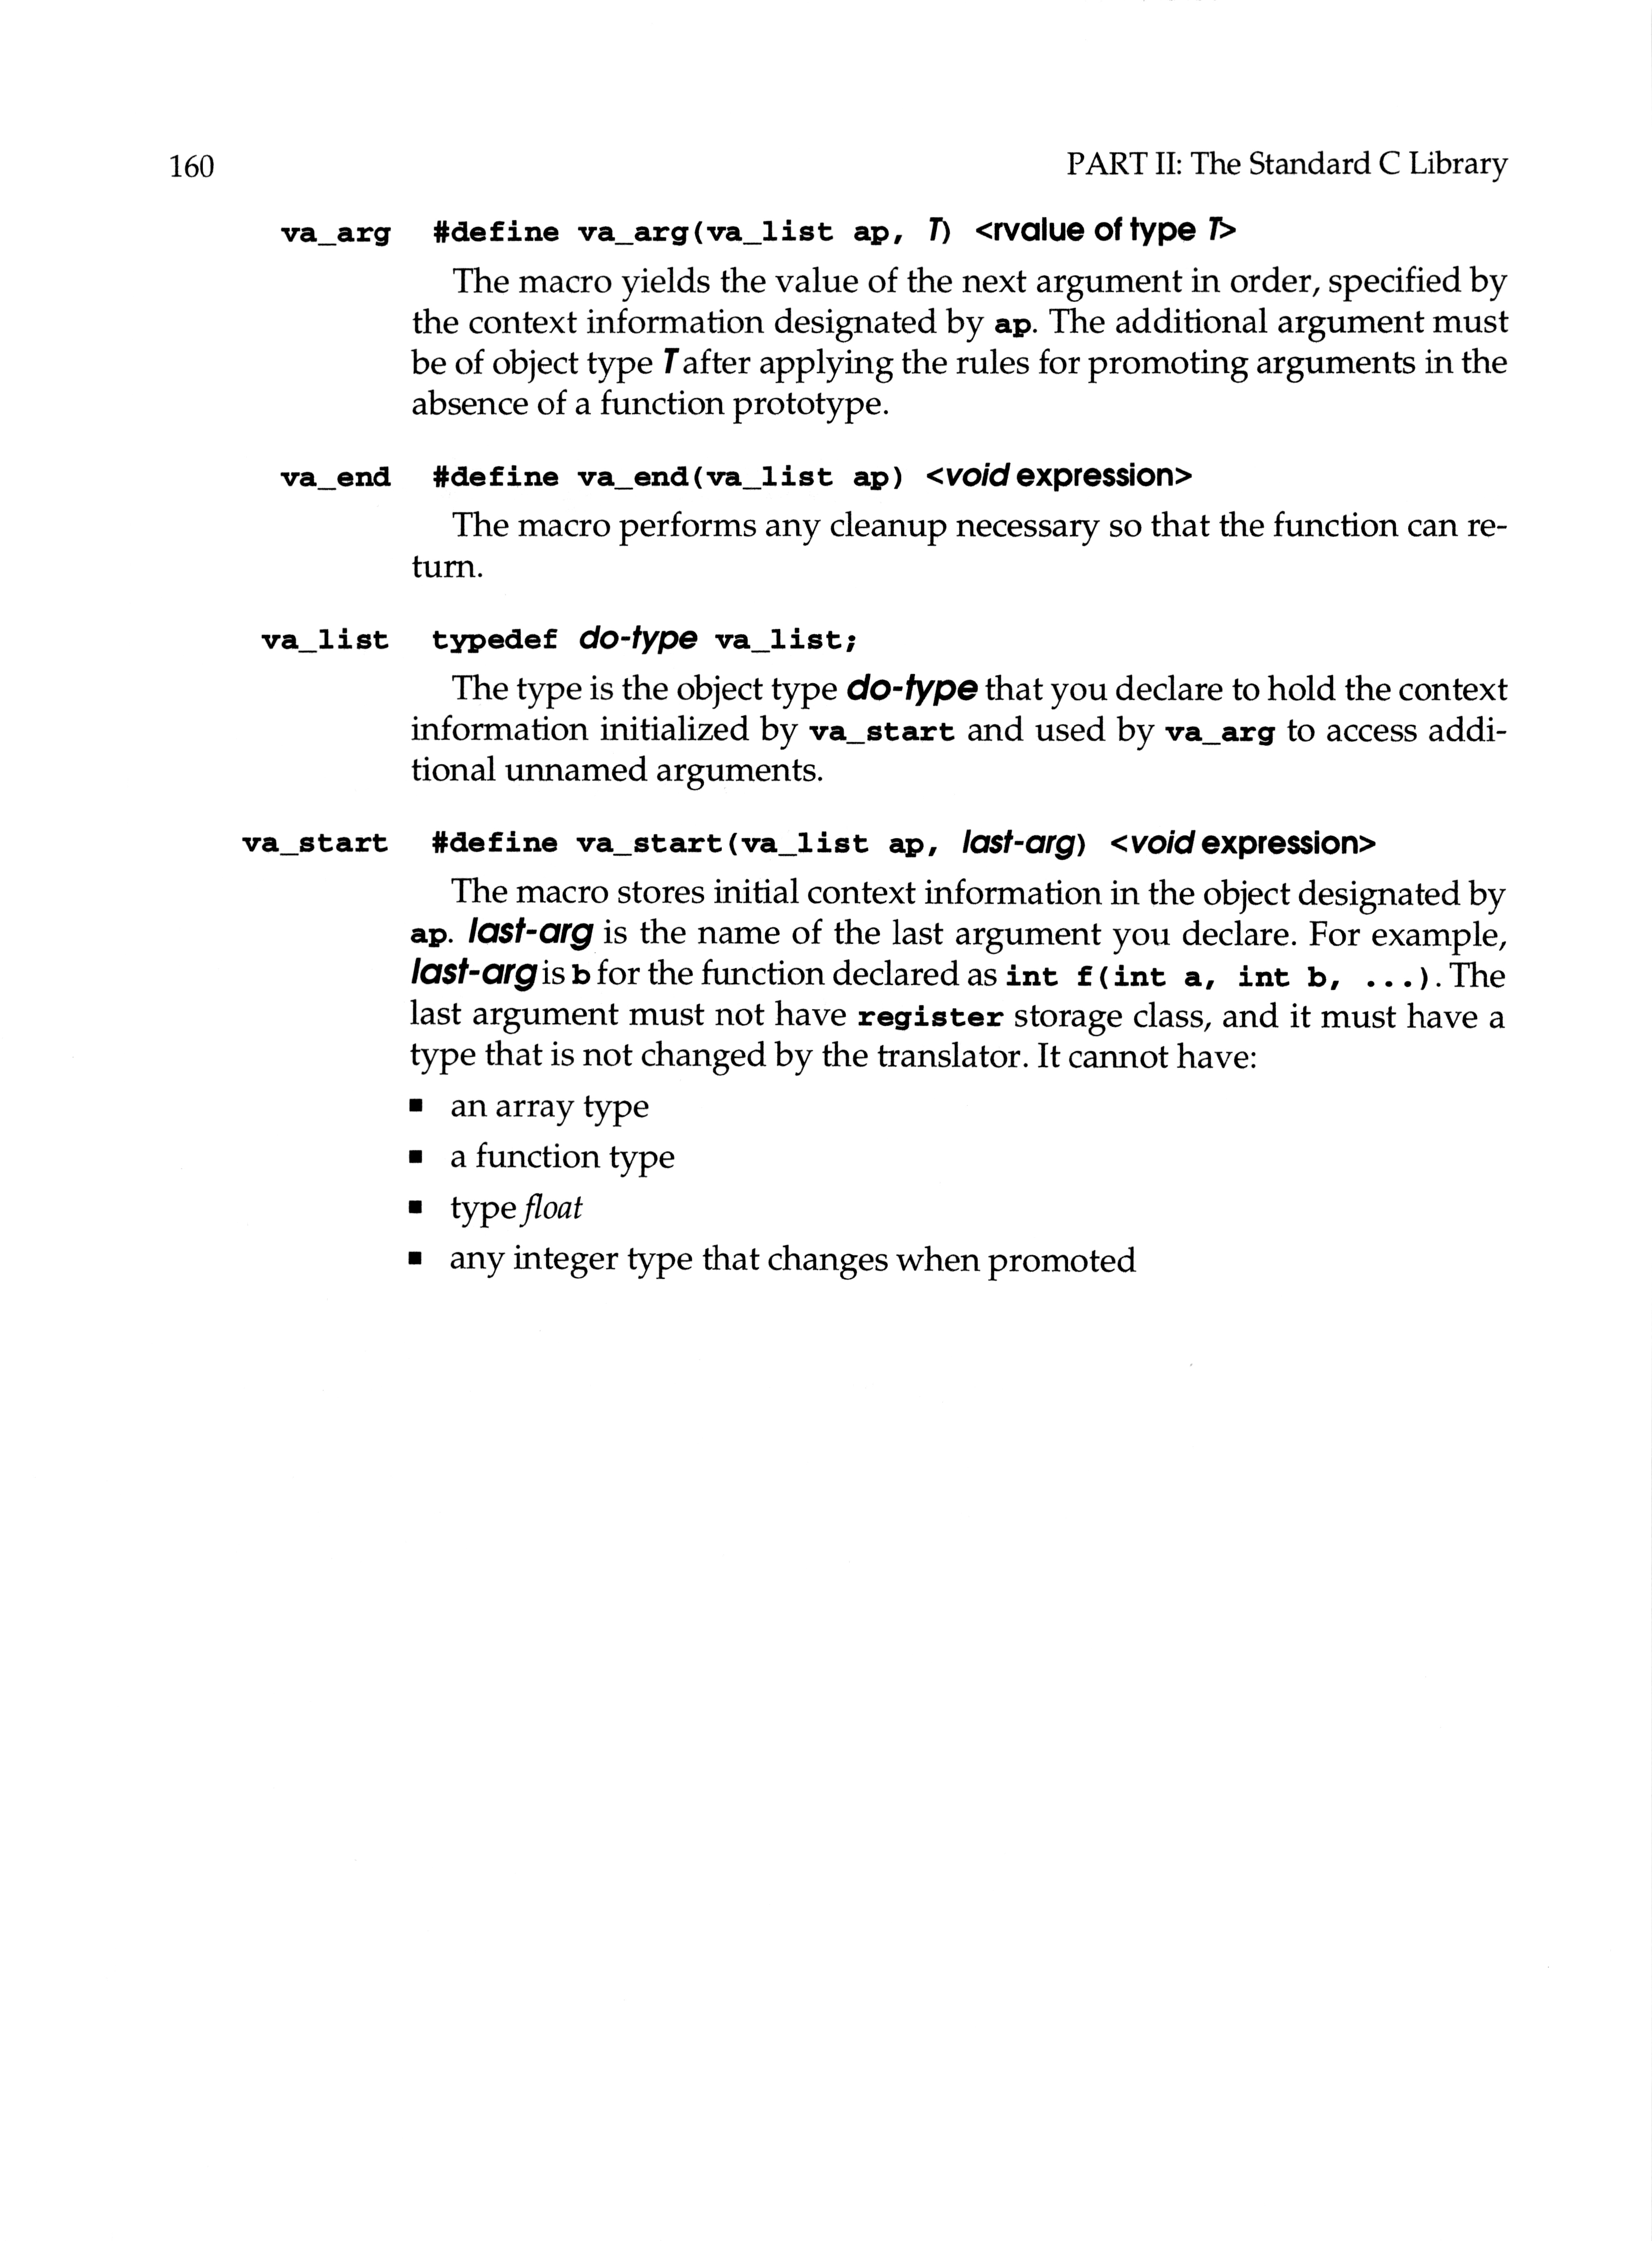 160 PART II: The Standard C Library
va_arg #define va_arg(va_list ap, T) <rvalue of type T>
The macro yields the value of the next argument in order, specified by
the context information designated by ap. The additional argument must
be of object type T after applying the rules for promoting arguments in the
absence of a function prototype.
va_end #define va_end(va_list ap) <void expression>
The macro performs any cleanup necessary so that the function can re-
turn.
va_list typedef do-type va_list;
The type is the object type do-type that you declare to hold the context
information initialized by va_start and used by va_arg to access addi-
tional unnamed arguments.
va_start #define va_start(va_list ap, last-arg) <void expression>
The macro stores initial context information in the object designated by
ap. last-arg is the name of the last argument you declare. For example,
last-arg is b for the function declared as int f(int a, int b, ...). The
last argument must not have register storage class, and it must have a
type that is not changed by the translator. It cannot have:
▪ an array type
▪ a function type
▪ type float
▪ any integer type that changes when promoted